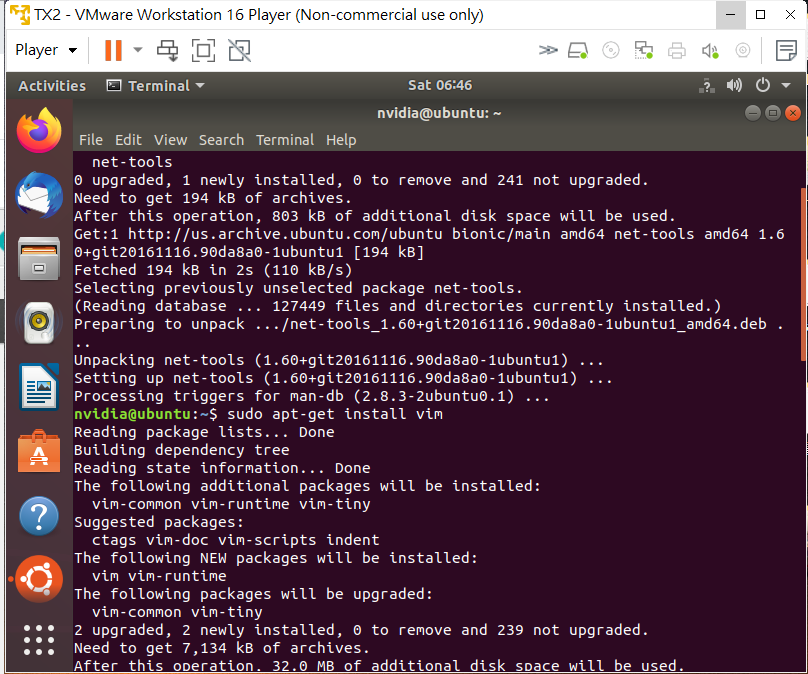 TX2 - VMware Workstation 16 Player (Non-commercial use only)
Player
Activities Terminal Sat 06:46
nvidia@ubuntu: ~
File Edit View Search Terminal Help
net-tools
0 upgraded, 1 newly installed, 0 to remove and 241 not upgraded.
Need to get 194 kB of archives.
After this operation, 803 kB of additional disk space will be used.
Get:1 http://us.archive.ubuntu.com/ubuntu bionic/main amd64 net-tools amd64 1.6
0+git20161116.90da8a0-1ubuntu1 [194 kB]
Fetched 194 kB in 2s (110 kB/s)
Selecting previously unselected package net-tools.
(Reading database ... 127449 files and directories currently installed.)
Preparing to unpack .../net-tools_1.60+git20161116.90da8a0-1ubuntu1_amd64.deb .
..
Unpacking net-tools (1.60+git20161116.90da8a0-1ubuntu1) ...
Setting up net-tools (1.60+git20161116.90da8a0-1ubuntu1) ...
Processing triggers for man-db (2.8.3-2ubuntu0.1) ...
nvidia@ubuntu:~$ sudo apt-get install vim
Reading package lists... Done
Building dependency tree
Reading state information... Done
The following additional packages will be installed:
vim-common vim-runtime vim-tiny
Suggested packages:
ctags vim-doc vim-scripts indent
The following NEW packages will be installed:
vim vim-runtime
The following packages will be upgraded:
vim-common vim-tiny
2 upgraded, 2 newly installed, 0 to remove and 239 not upgraded.
Need to get 7,134 kB of archives.
After this operation, 32.0 MB of additional disk space will be used.